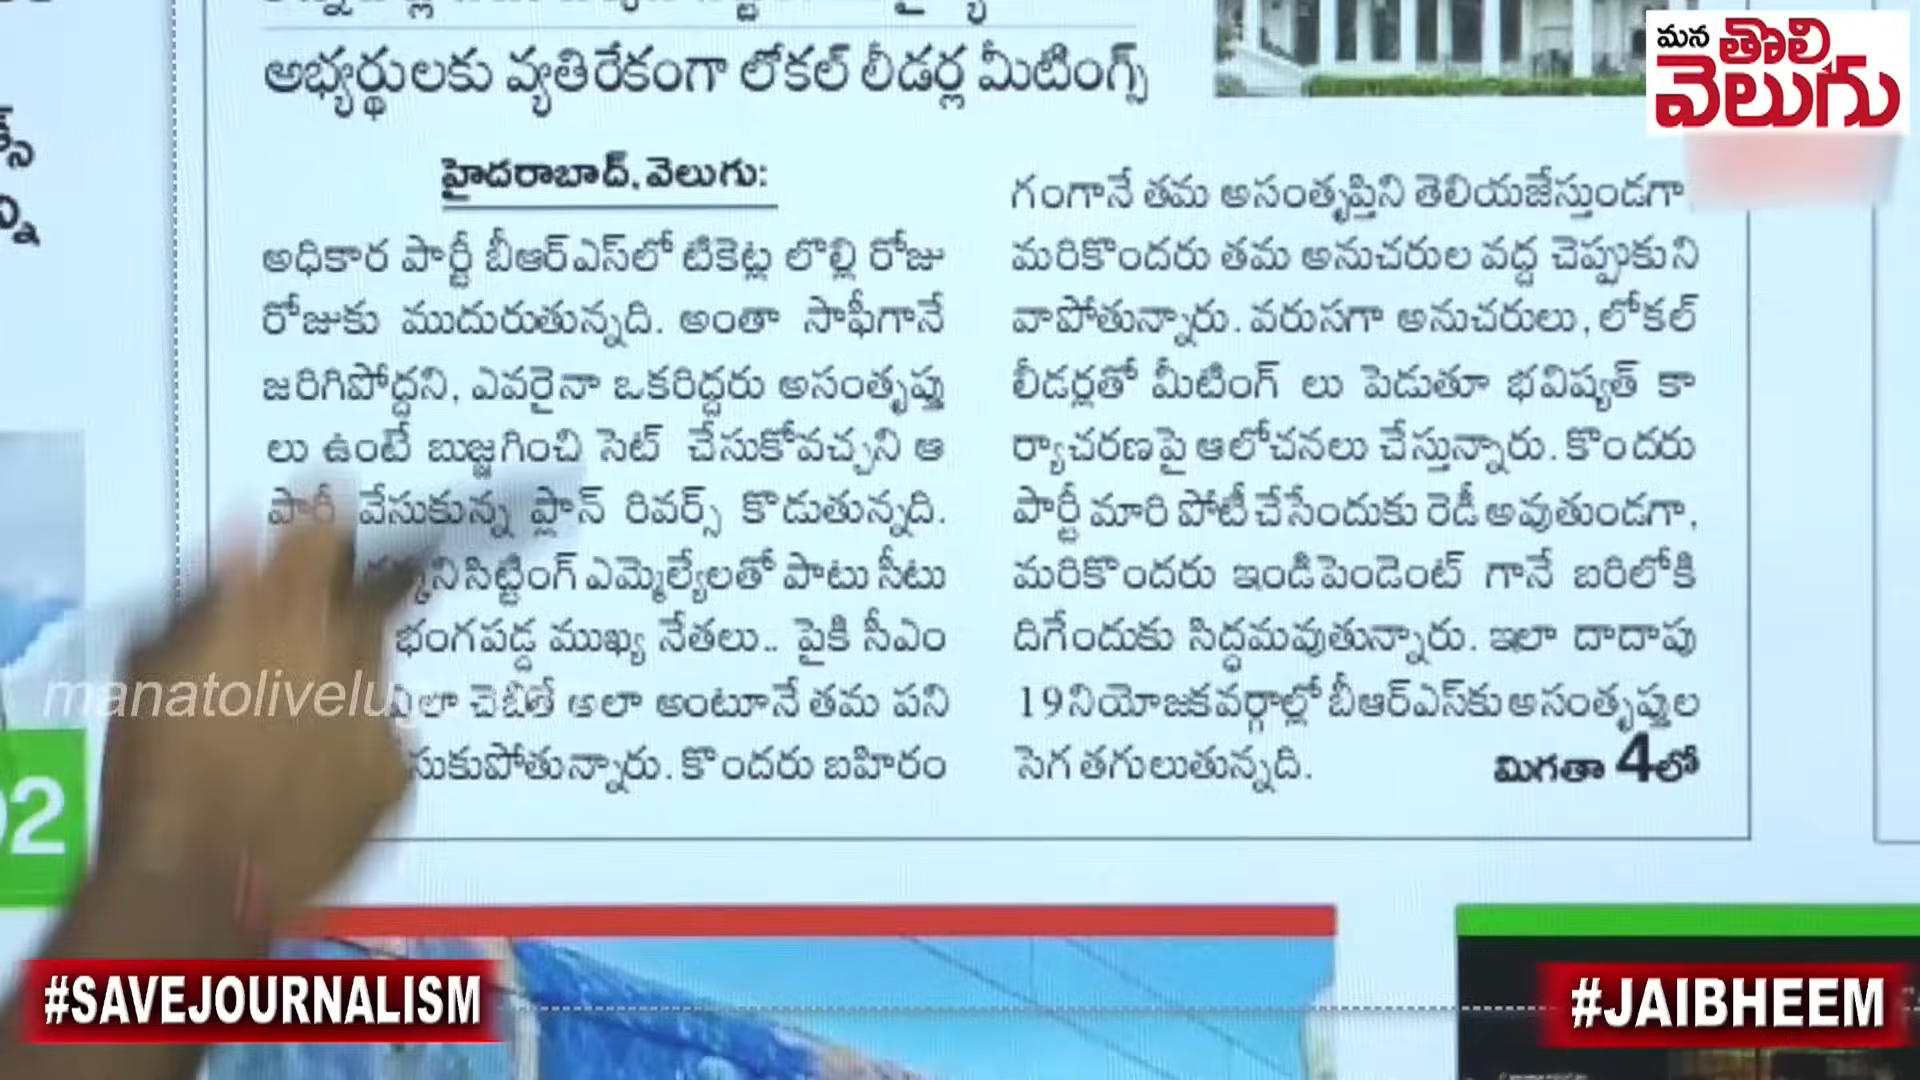 అభ్యర్థులకు వ్యతిరేకంగా లోకల్ లీడర్ల మీటింగ్స్
మన
తొలి
వెలుగు
హైదరాబాద్, వెలుగు:
అధికార పార్టీ బీఆర్ఎస్‌లో టికెట్ల లొల్లి రోజు
రోజుకు ముదురుతున్నది. అంతా సాఫీగానే
జరిగిపోద్దని, ఎవరైనా ఒకరిద్దరు అసంతృప్తు
లు ఉంటే బుజ్జగించి సెట్ చేసుకోవచ్చని ఆ
పార్టీ వేసుకున్న ప్లాన్ రివర్స్ కొడుతున్నది.
సిట్టింగ్ ఎమ్మెల్యేలతో పాటు సీటు
భంగపడ్డ ముఖ్య నేతలు.. పైకి సీఎం
చెబితే అలా అంటూనే తమ పని
కొందరు బహిరం
గంగానే తమ అసంతృప్తిని తెలియజేస్తుండగా,
మరికొందరు తమ అనుచరుల వద్ద చెప్పుకుని
వాపోతున్నారు. వరుసగా అనుచరులు, లోకల్
లీడర్లతో మీటింగ్ లు పెడుతూ భవిష్యత్ కా
ర్యాచరణపై ఆలోచనలు చేస్తున్నారు. కొందరు
పార్టీ మారి పోటీ చేసేందుకు రెడీ అవుతుండగా,
మరికొందరు ఇండిపెండెంట్ గానే బరిలోకి
దిగేందుకు సిద్ధమవుతున్నారు. ఇలా దాదాపు
19 నియోజకవర్గాల్లో బీఆర్ఎస్‌కు అసంతృప్తుల
సెగ తగులుతున్నది.
మిగతా 4లో
manatolivelugu
#SAVEJOURNALISM
#JAIBHEEM